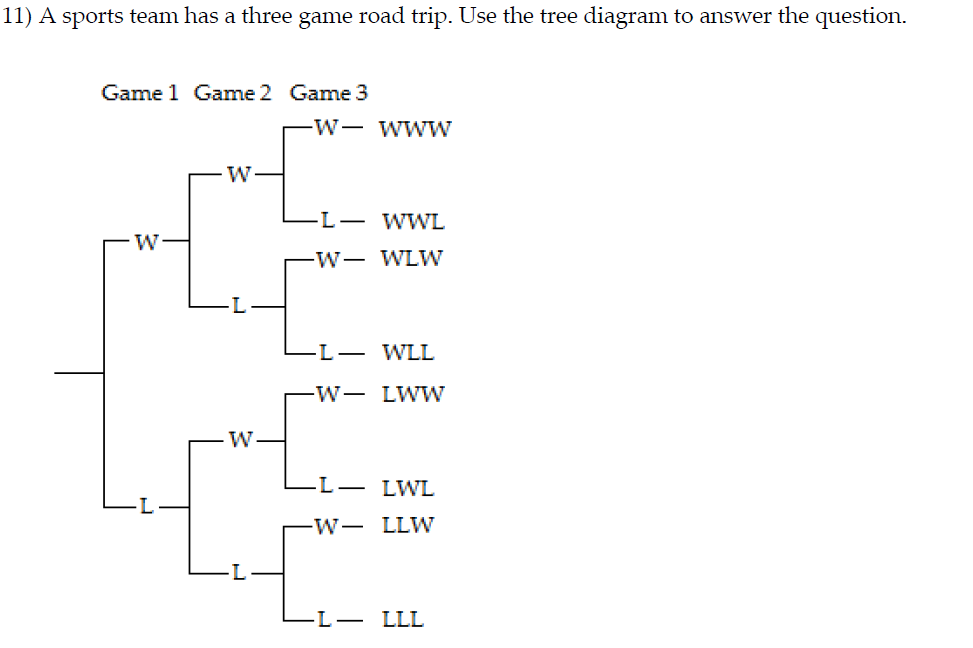 11) A sports team has a three game road trip. Use the tree diagram to answer the question.
Game 1 Game 2 Game 3
W WWW
W
L WWL
W
W WLW
L
L WLL
W LWW
W
L LWL
L
W LLW
L
L LLL